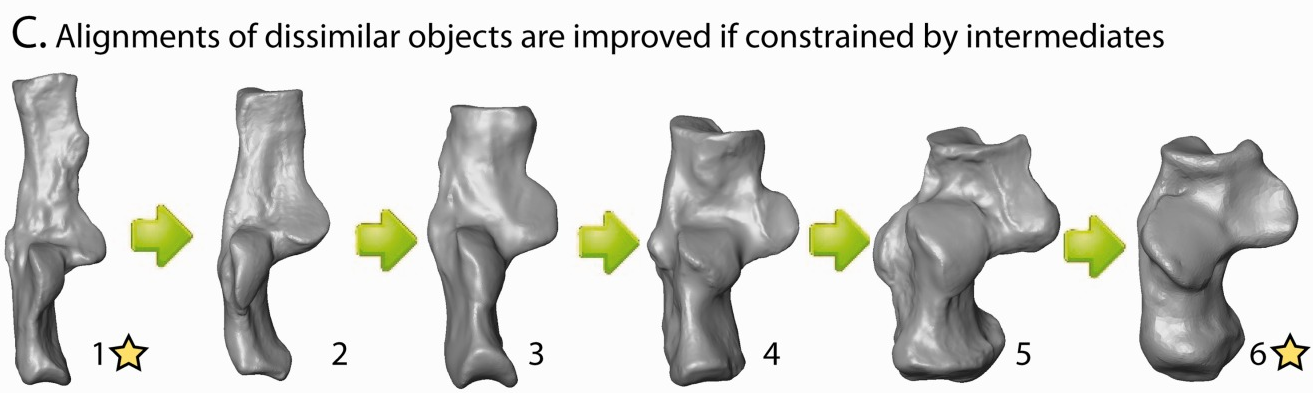 C. Alignments of dissimilar objects are improved if constrained by intermediates
1 2 3 4 5 6